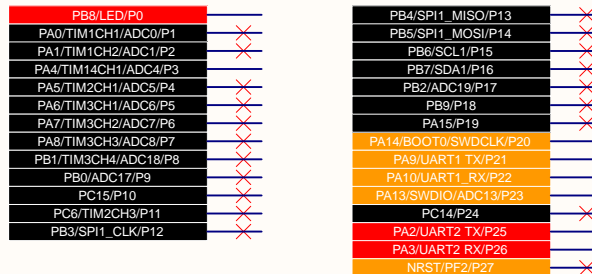 PB8/LED/P0
PA0/TIM1CH1/ADC0/P1
PA1/TIM1CH2/ADC1/P2
PA4/TIM14CH1/ADC4/P3
PA5/TIM2CH1/ADC5/P4
PA6/TIM3CH1/ADC6/P5
PA7/TIM3CH2/ADC7/P6
PA8/TIM3CH3/ADC8/P7
PB1/TIM3CH4/ADC18/P8
PB0/ADC17/P9
PC15/P10
PC6/TIM2CH3/P11
PB3/SPI1_CLK/P12
PB4/SPI1_MISO/P13
PB5/SPI1_MOSI/P14
PB6/SCL1/P15
PB7/SDA1/P16
PB2/ADC19/P17
PB9/P18
PA15/P19
PA14/BOOT0/SWDCLK/P20
PA9/UART1 TX/P21
PA10/UART1_RX/P22
PA13/SWDIO/ADC13/P23
PC14/P24
PA2/UART2 TX/P25
PA3/UART2 RX/P26
NRST/PF2/P27